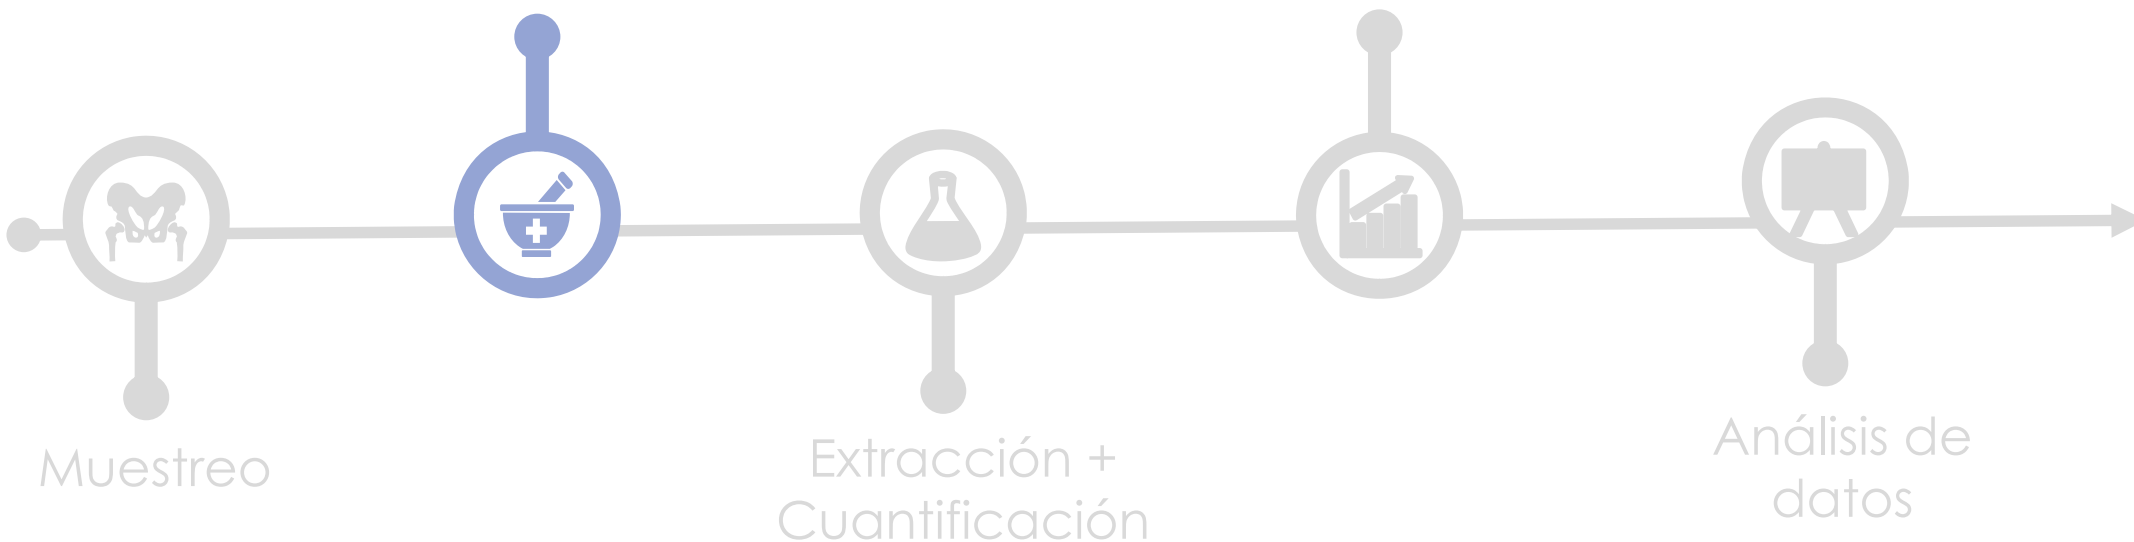 Muestreo
Extracción +
Cuantificación
Análisis de
datos